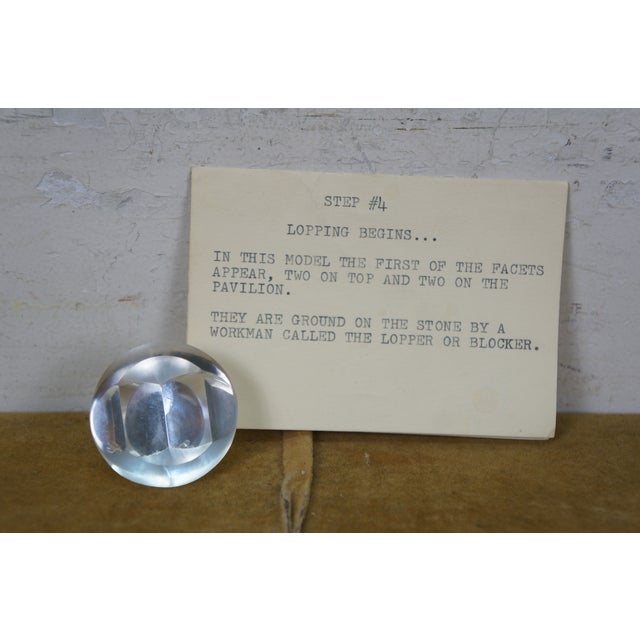 STEP #4
LOPPING BEGINS...
IN THIS MODEL THE FIRST OF THE FACETS
APPEAR, TWO ON TOP AND TWO ON THE
PAVILION.
THEY ARE GROUND ON THE STONE BY A
WORKMAN CALLED THE LOPPER OR BLOCKER.